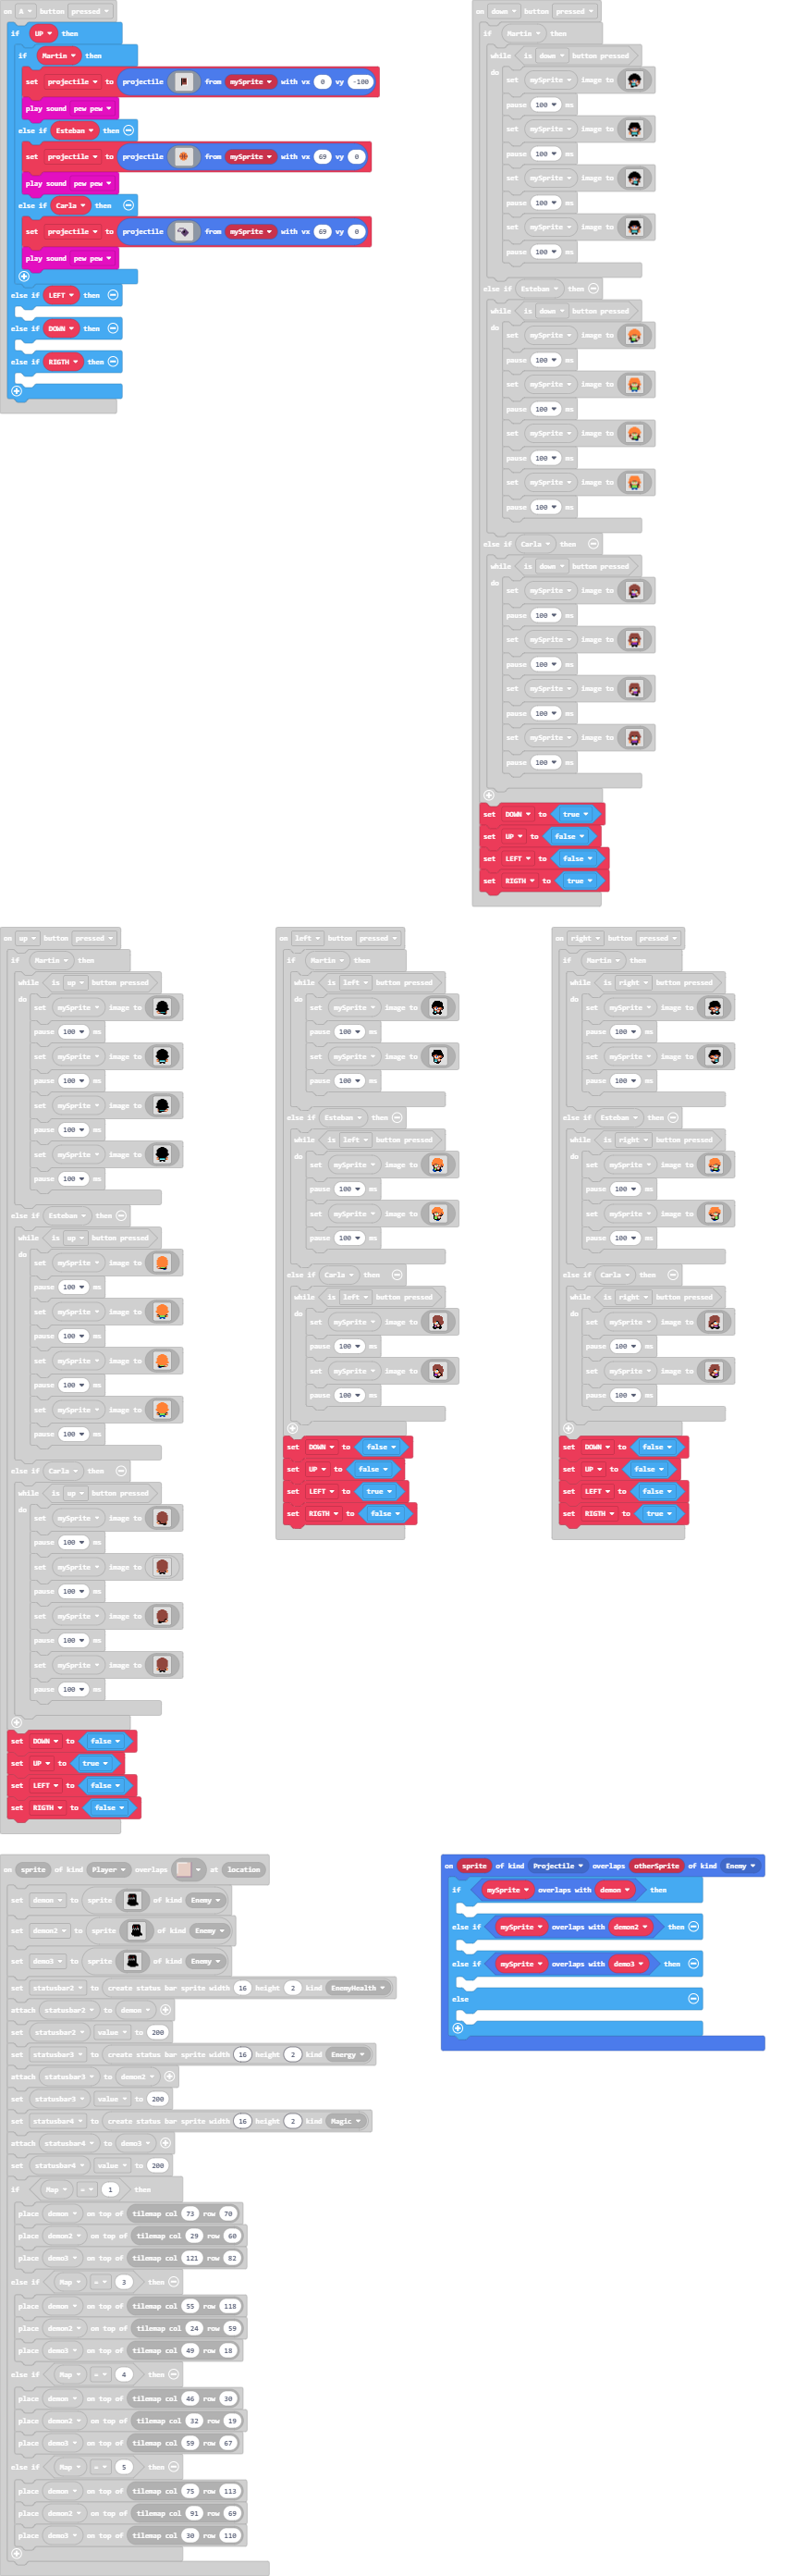 on A button pressed
if UP then
if Martin then
set projectile to projectile from mySprite with vx 0 vy -100
play sound pew pew
else if Esteban then
set projectile to projectile from mySprite with vx 69 vy 0
play sound pew pew
else if Carla then
set projectile to projectile from mySprite with vx 69 vy 0
play sound pew pew
else if LEFT then
else if DOWN then
else if RIGTH then
on down button pressed
if Martin then
while is down button pressed
do set mySprite image to
pause 100 ms
set mySprite image to
pause 100 ms
set mySprite image to
pause 100 ms
set mySprite image to
pause 100 ms
else if Esteban then
while is down button pressed
do set mySprite image to
pause 100 ms
set mySprite image to
pause 100 ms
set mySprite image to
pause 100 ms
set mySprite image to
pause 100 ms
else if Carla then
while is down button pressed
do set mySprite image to
pause 100 ms
set mySprite image to
pause 100 ms
set mySprite image to
pause 100 ms
set mySprite image to
pause 100 ms
set DOWN to true
set UP to false
set LEFT to false
set RIGTH to true
on up button pressed
if Martin then
while is up button pressed
do set mySprite image to
pause 100 ms
set mySprite image to
pause 100 ms
set mySprite image to
pause 100 ms
set mySprite image to
pause 100 ms
else if Esteban then
while is up button pressed
do set mySprite image to
pause 100 ms
set mySprite image to
pause 100 ms
set mySprite image to
pause 100 ms
set mySprite image to
pause 100 ms
else if Carla then
while is up button pressed
do set mySprite image to
pause 100 ms
set mySprite image to
pause 100 ms
set mySprite image to
pause 100 ms
set mySprite image to
pause 100 ms
set DOWN to false
set UP to true
set LEFT to false
set RIGTH to false
on left button pressed
if Martin then
while is left button pressed
do set mySprite image to
pause 100 ms
set mySprite image to
pause 100 ms
else if Esteban then
while is left button pressed
do set mySprite image to
pause 100 ms
set mySprite image to
pause 100 ms
else if Carla then
while is left button pressed
do set mySprite image to
pause 100 ms
set mySprite image to
pause 100 ms
set DOWN to false
set UP to false
set LEFT to true
set RIGTH to false
on right button pressed
if Martin then
while is right button pressed
do set mySprite image to
pause 100 ms
set mySprite image to
pause 100 ms
else if Esteban then
while is right button pressed
do set mySprite image to
pause 100 ms
set mySprite image to
pause 100 ms
else if Carla then
while is right button pressed
do set mySprite image to
pause 100 ms
set mySprite image to
pause 100 ms
set DOWN to false
set UP to false
set LEFT to false
set RIGTH to true
on sprite of kind Player overlaps at location
set demon to sprite of kind Enemy
set demon2 to sprite of kind Enemy
set demo3 to sprite of kind Enemy
set statusbar2 to create status bar sprite width 16 height 2 kind EnemyHealth
attach statusbar2 to demon
set statusbar2 value to 200
set statusbar3 to create status bar sprite width 16 height 2 kind Energy
attach statusbar3 to demon2
set statusbar3 value to 200
set statusbar4 to create status bar sprite width 16 height 2 kind Magic
attach statusbar4 to demo3
set statusbar4 value to 200
if Map = 1 then
place demon on top of tilemap col 73 row 70
place demon2 on top of tilemap col 29 row 60
place demo3 on top of tilemap col 121 row 82
else if Map = 3 then
place demon on top of tilemap col 55 row 118
place demon2 on top of tilemap col 24 row 59
place demo3 on top of tilemap col 49 row 18
else if Map = 4 then
place demon on top of tilemap col 46 row 30
place demon2 on top of tilemap col 32 row 19
place demo3 on top of tilemap col 59 row 67
else if Map = 5 then
place demon on top of tilemap col 75 row 113
place demon2 on top of tilemap col 91 row 69
place demo3 on top of tilemap col 30 row 110
on sprite of kind Projectile overlaps otherSprite of kind Enemy
if mySprite overlaps with demon then
else if mySprite overlaps with demon2 then
else if mySprite overlaps with demo3 then
else